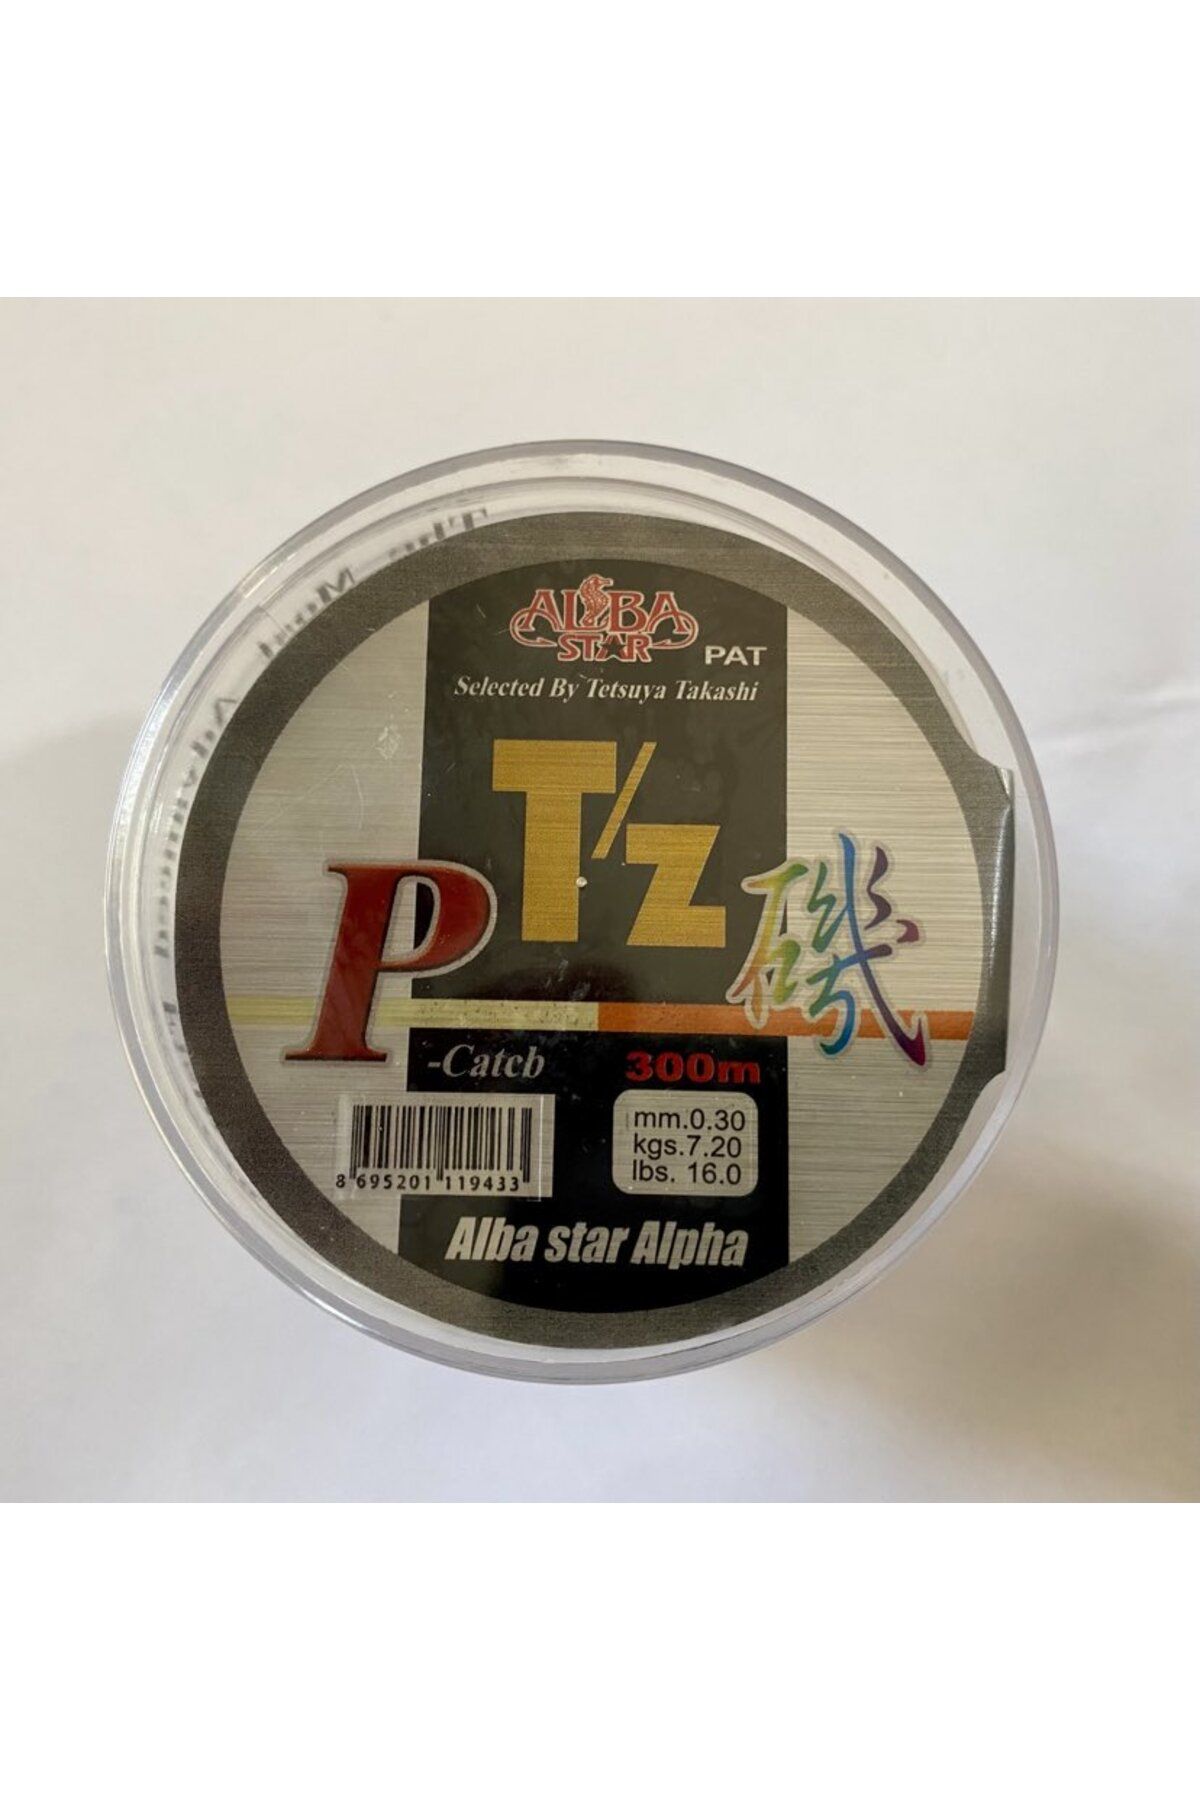 ALBA
STAR
PAT
Selected By Tetsuya Takashi
T/z
P
磯
-Catch
300m
mm.0.30
kgs.7.20
lbs. 16.0
8 695201 119433
Alba star Alpha